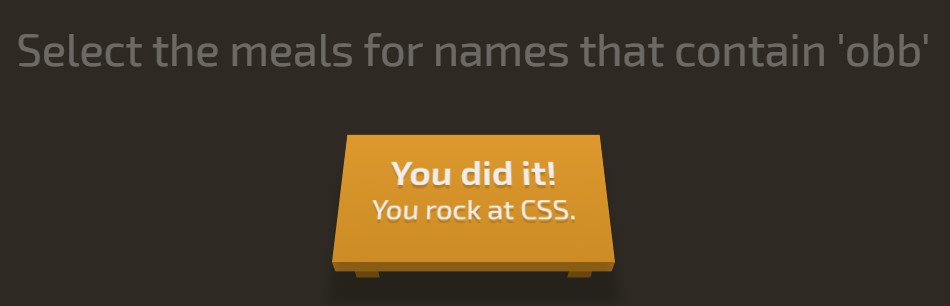 Select the meals for names that contain 'obb'
You did it!
You rock at CSS.